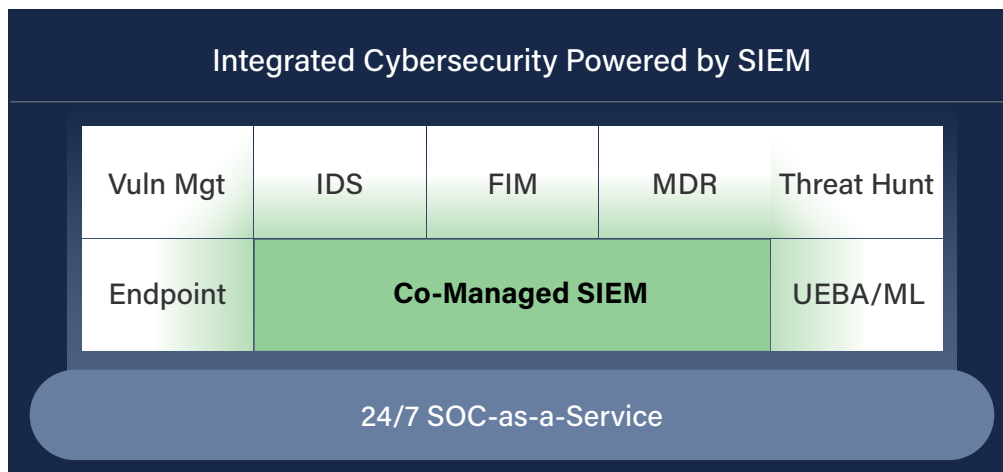 Integrated Cybersecurity Powered by SIEM
Vuln Mgt
IDS
FIM
MDR
Threat Hunt
Endpoint
Co-Managed SIEM
UEBA/ML
24/7 SOC-as-a-Service